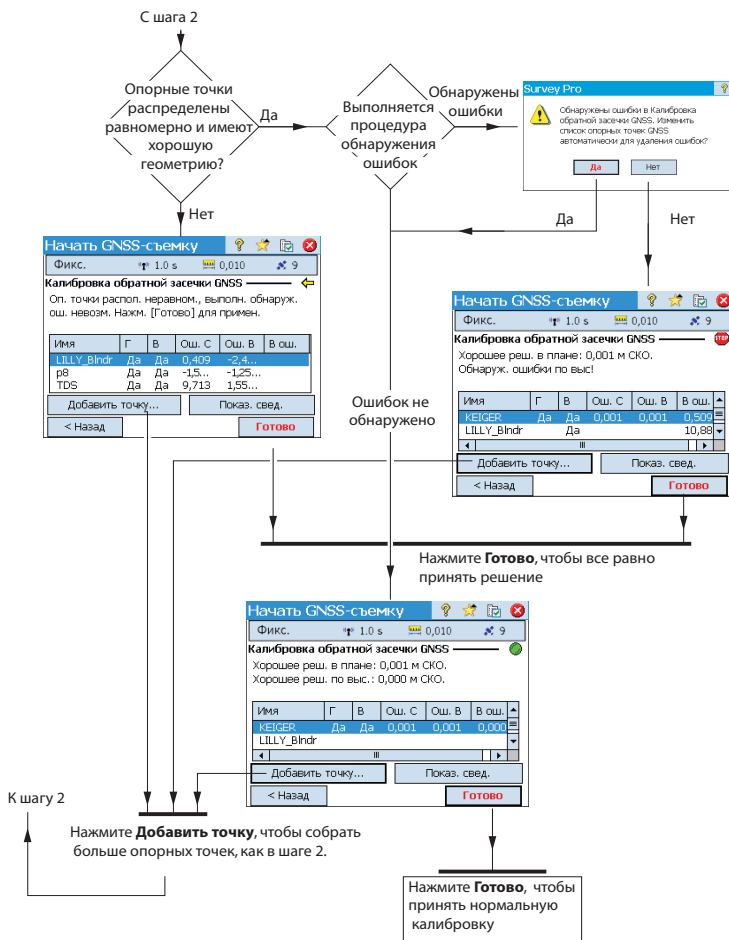 С шага 2
Опорные точки
распределены
равномерно и имеют
хорошую
геометрию?
Да
Выполняется
процедура
обнаружения
ошибок
Обнаружены
ошибки
Survey Pro
Обнаружены ошибки в Калибровка
обратной засечки GNSS. Изменить
список опорных точек GNSS
автоматически для удаления ошибок?
Да
Нет
Да
Нет
Нет
Начать GNSS-съемку
Фикс. 1.0 s 0,010 9
Калибровка обратной засечки GNSS
Оп. точки распол. неравном., выполн. обнаруж.
ош. невозм. Нажм. [Готово] для примен.
Имя Г В Ош. С Ош. В В ош.
LILLY_Blndr Да Да 0,409 -2,4...
p8 Да Да -1,5... -1,25...
TDS Да Да 9,713 1,55...
Добавить точку... Показ. свед.
< Назад Готово
Начать GNSS-съемку
Фикс. 1.0 s 0,010 9
Калибровка обратной засечки GNSS
STOP
Хорошее реш. в плане: 0,001 м СКО.
Обнаруж. ошибки по выс!
Имя Г В Ош. С Ош. В В ош.
KEIGER Да Да 0,001 0,001 0,509
LILLY_Blndr Да 10,88
Добавить точку... Показ. свед.
< Назад Готово
Ошибок не
обнаружено
Нажмите Готово, чтобы все равно
принять решение
Начать GNSS-съемку
Фикс. 1.0 s 0,010 9
Калибровка обратной засечки GNSS
Хорошее реш. в плане: 0,001 м СКО.
Хорошее реш. по выс.: 0,000 м СКО.
Имя Г В Ош. С Ош. В В ош.
KEIGER Да Да 0,001 0,001 0,000
LILLY_Blndr
Добавить точку... Показ. свед.
< Назад Готово
К шагу 2
Нажмите Добавить точку, чтобы собрать
больше опорных точек, как в шаге 2.
Нажмите Готово, чтобы
принять нормальную
калибровку